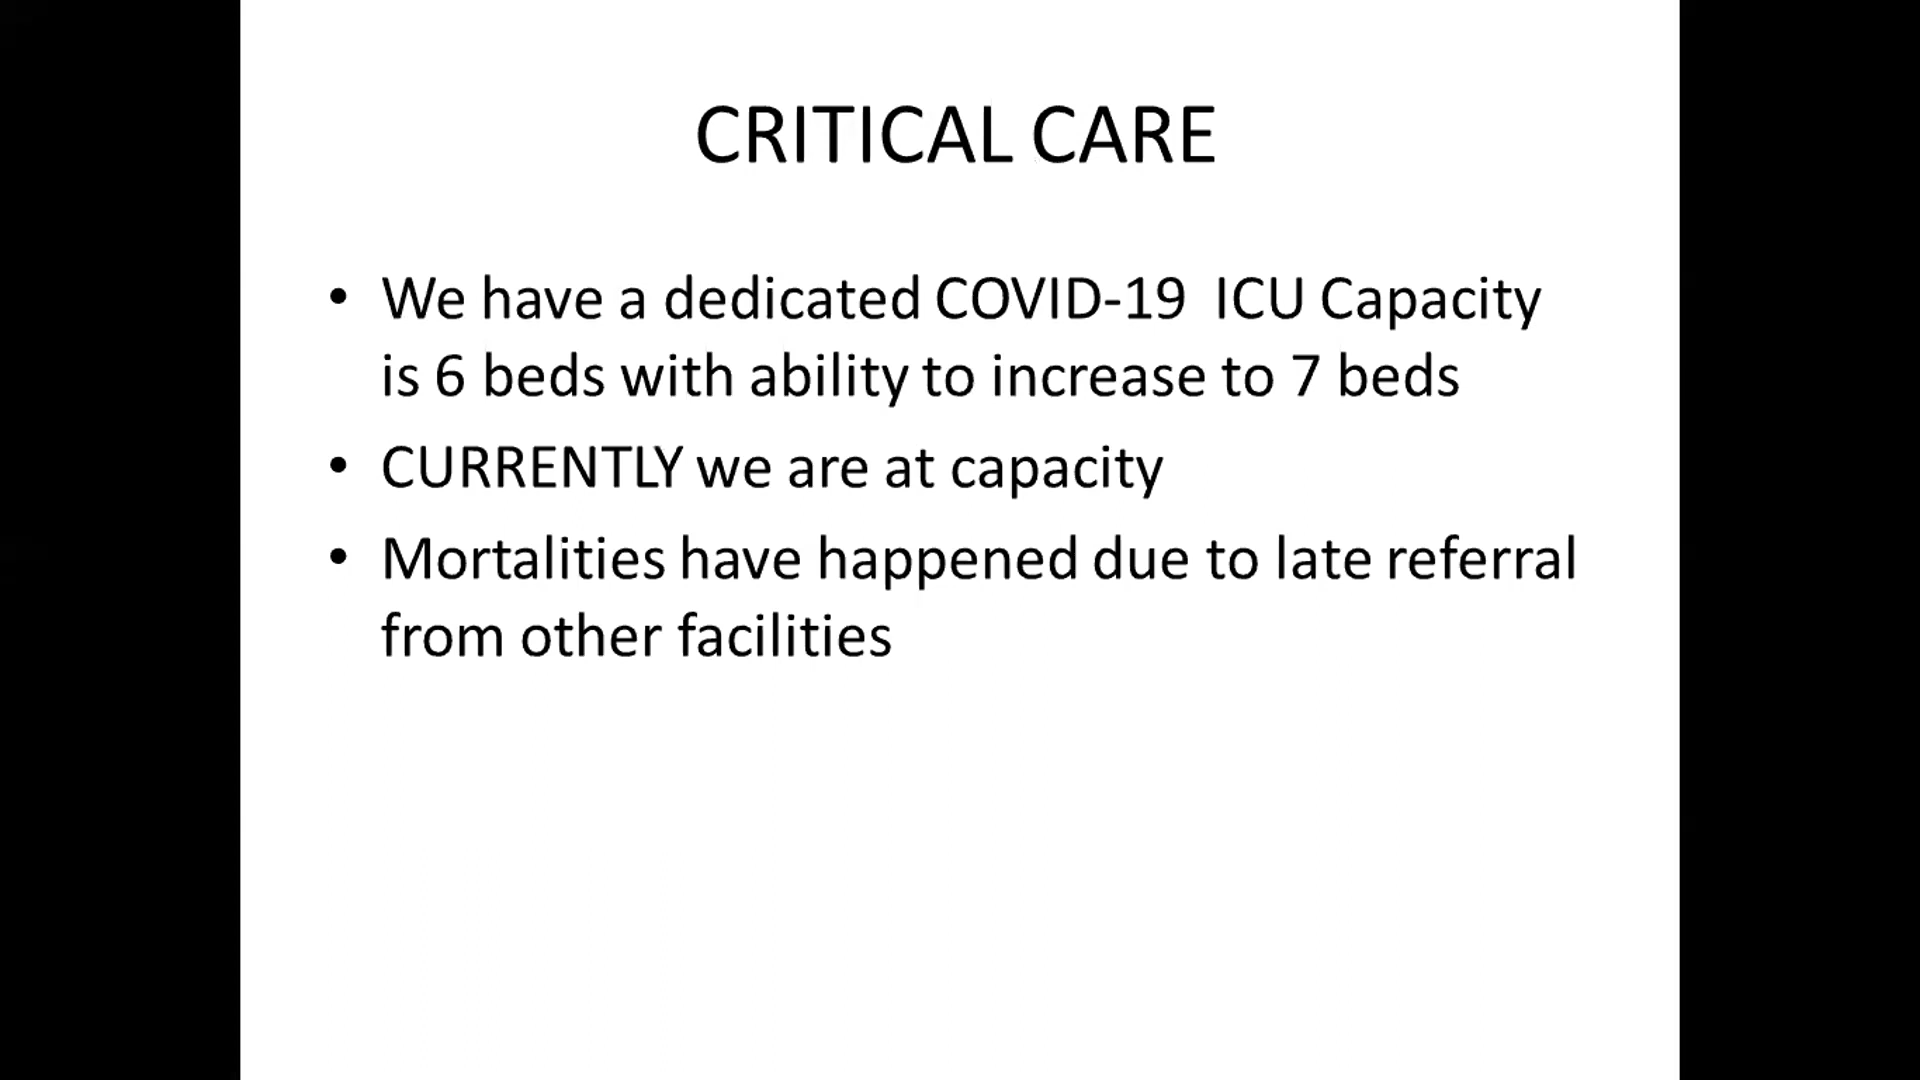 CRITICAL CARE
• We have a dedicated COVID-19  ICU Capacity
is 6 beds with ability to increase to 7 beds
• CURRENTLY we are at capacity
• Mortalities have happened due to late referral
from other facilities